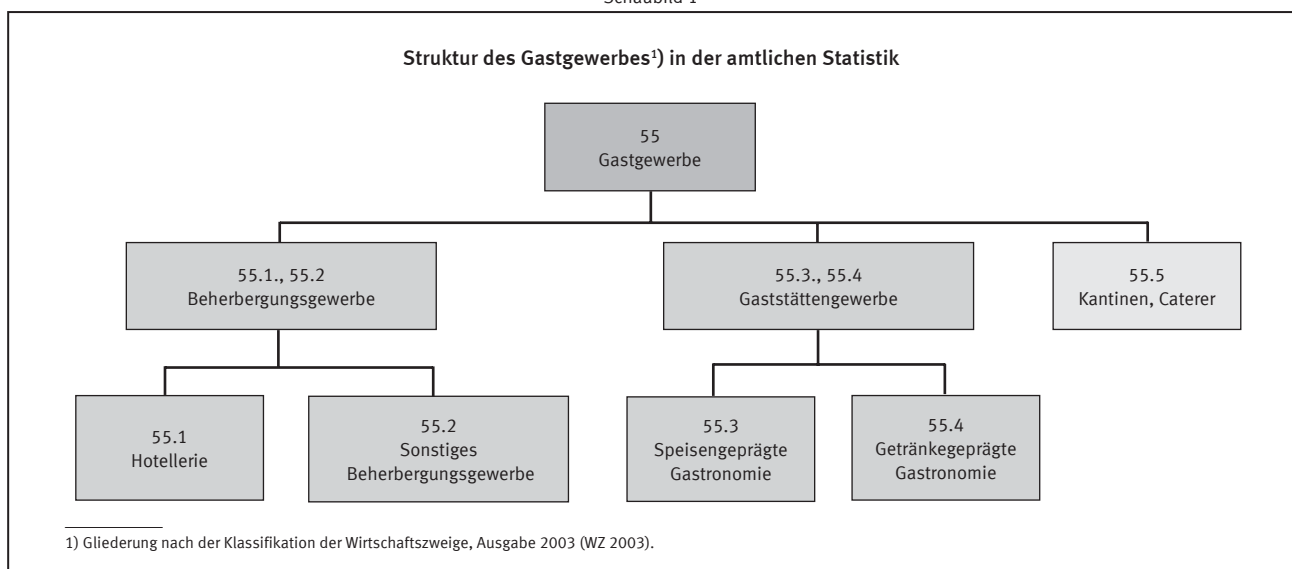 Schaubild 1
Struktur des Gastgewerbes¹) in der amtlichen Statistik
55
Gastgewerbe
55.1., 55.2
Beherbergungsgewerbe
55.3., 55.4
Gaststättengewerbe
55.5
Kantinen, Caterer
55.1
Hotellerie
55.2
Sonstiges
Beherbergungsgewerbe
55.3
Speisengeprägte
Gastronomie
55.4
Getränkegeprägte
Gastronomie
1) Gliederung nach der Klassifikation der Wirtschaftszweige, Ausgabe 2003 (WZ 2003).